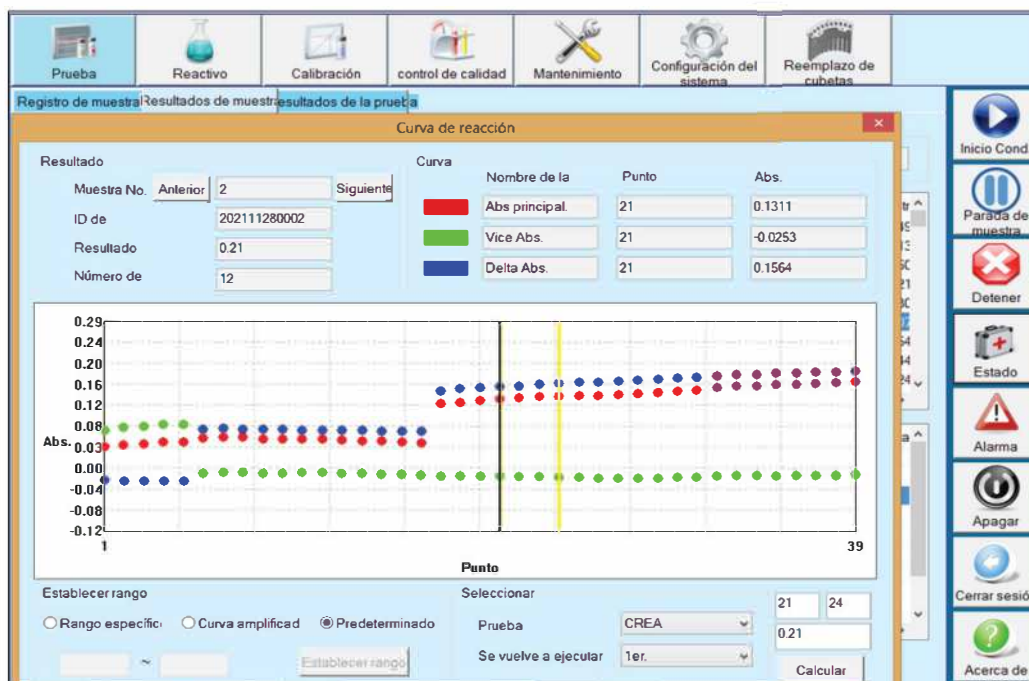 Prueba
Reactivo
Calibración
control de calidad
Mantenimiento
Configuración del
sistema
Reemplazo de
cubetas
Registro de muestra
Resultados de muestra
esultados de la prueba
Curva de reacción
Resultado
Muestra No. Anterior 2 Siguiente
ID de 202111280002
Resultado 0.21
Número de 12
Curva
Nombre de la Punto Abs.
Abs principal. 21 0.1311
Vice Abs. 21 -0.0253
Delta Abs. 21 0.1564
0.29
0.24
0.20
0.16
0.12
0.08
Abs. 0.03
0.00
-0.04
-0.08
-0.12
1 39
Punto
Establecer rango
Rango específic Curva amplificad Predeterminado
~ Establecer rango
Seleccionar
Prueba CREA
Se vuelve a ejecutar 1er.
21 24
0.21
Calcular
Inicio Cond.
Parada de
muestra
Detener
Estado
Alarma
Apagar
Cerrar sesió
Acerca de